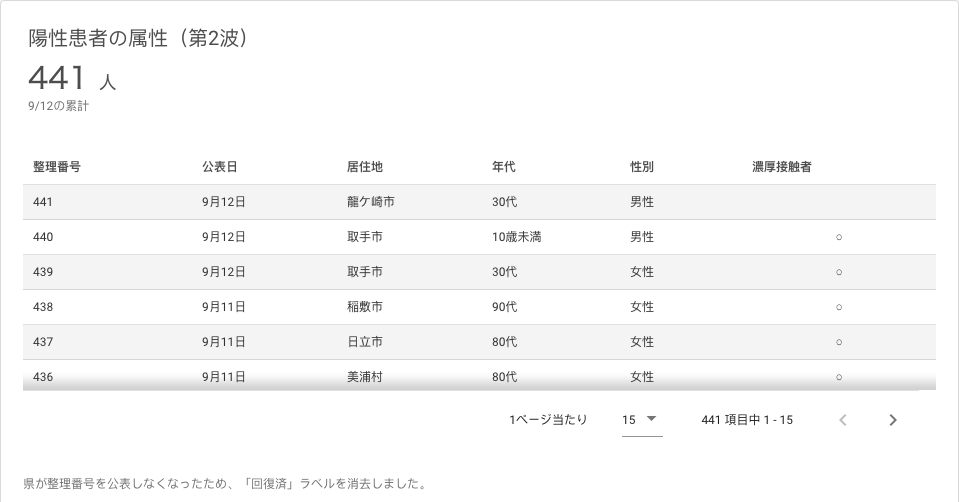 陽性患者の属性（第2波）
441 人
9/12の累計
整理番号 公表日 居住地 年代 性別 濃厚接触者
441 9月12日 龍ケ崎市 30代 男性
440 9月12日 取手市 10歳未満 男性 ○
439 9月12日 取手市 30代 女性 ○
438 9月11日 稲敷市 90代 女性 ○
437 9月11日 日立市 80代 女性 ○
436 9月11日 美浦村 80代 女性 ○
1ページ当たり 15 441 項目中 1 - 15
県が整理番号を公表しなくなったため、「回復済」ラベルを消去しました。